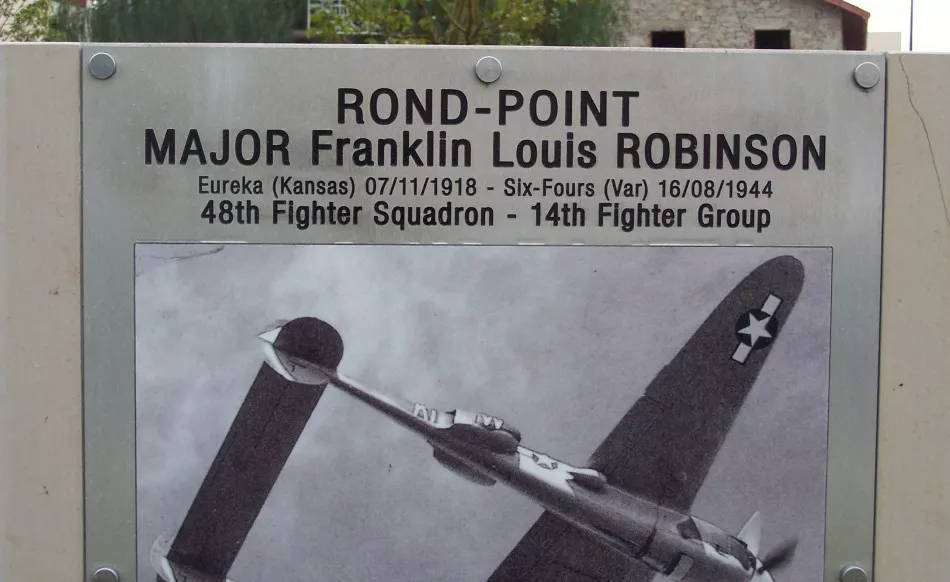 ROND-POINT
MAJOR Franklin Louis ROBINSON
Eureka (Kansas) 07/11/1918 - Six-Fours (Var) 16/08/1944
48th Fighter Squadron - 14th Fighter Group